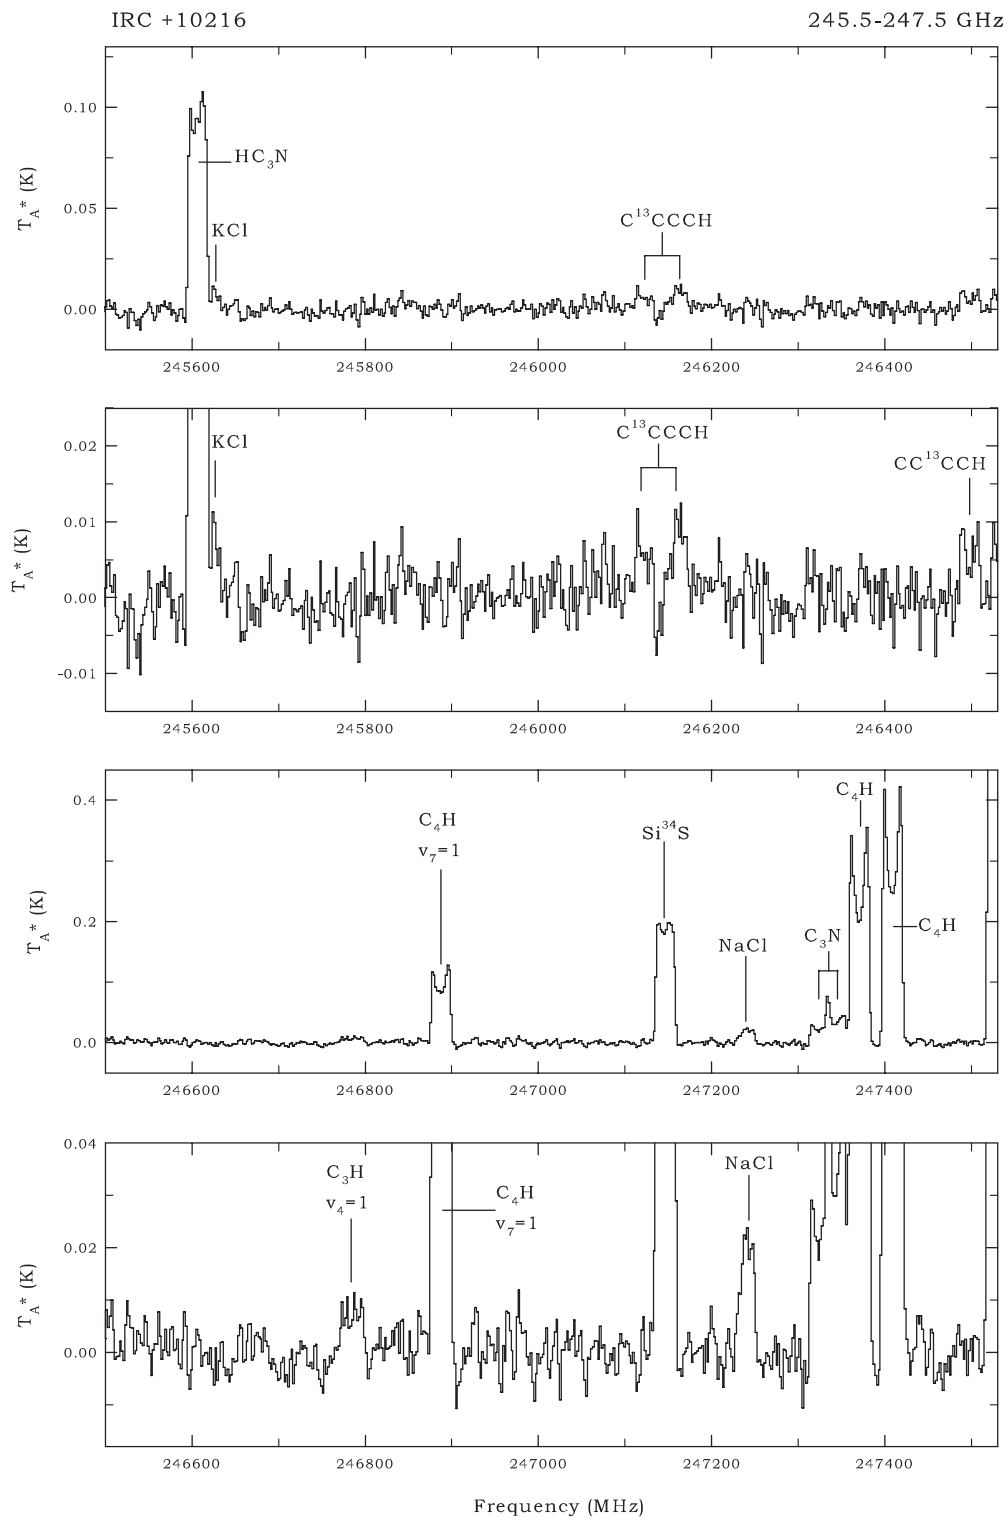 IRC +10216 245.5-247.5 GHz
T_A* (K)
0.10
0.05
0.00
HC₃N
KCl
C¹³CCCH
245600 245800 246000 246200 246400
T_A* (K)
0.02
0.01
0.00
-0.01
KCl
C¹³CCCH
CC¹³CCH
245600 245800 246000 246200 246400
T_A* (K)
0.4
0.2
0.0
C₄H
v₇=1
Si³⁴S
NaCl
C₃N
C₄H
C₄H
246600 246800 247000 247200 247400
T_A* (K)
0.04
0.02
0.00
C₃H
v₄=1
C₄H
v₇=1
NaCl
246600 246800 247000 247200 247400
Frequency (MHz)